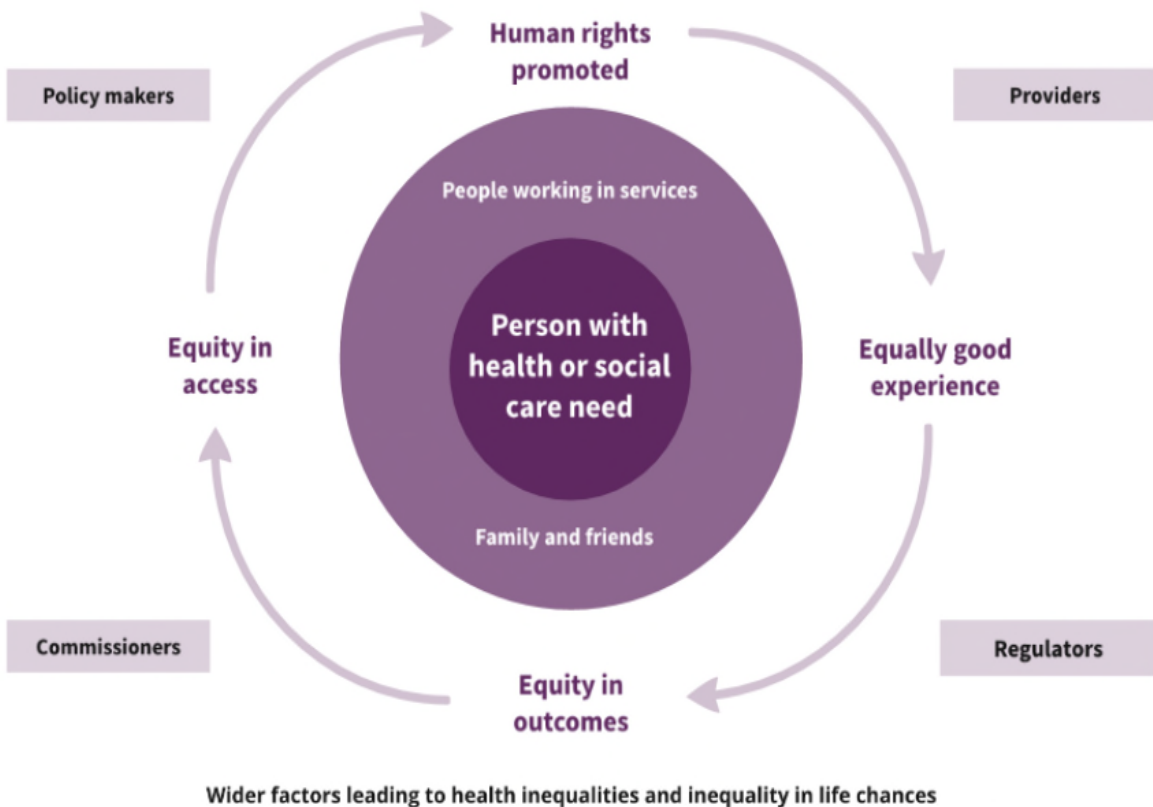 Human rights
promoted
Policy makers
Providers
People working in services
Person with
health or social
care need
Equity in
access
Equally good
experience
Family and friends
Commissioners
Regulators
Equity in
outcomes
Wider factors leading to health inequalities and inequality in life chances